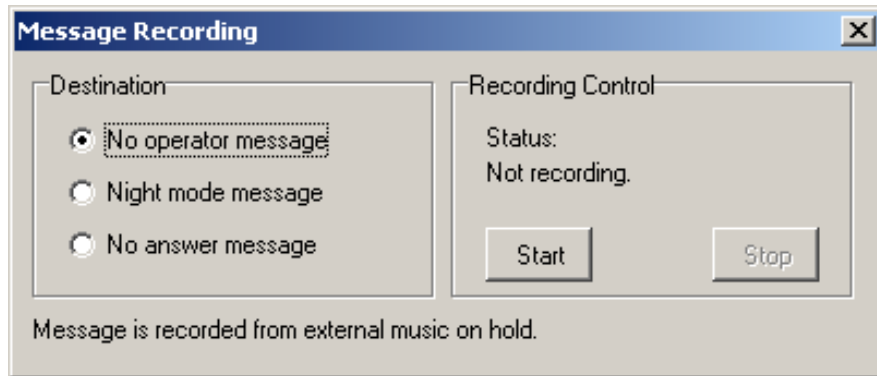 Message Recording
Destination
No operator message
Night mode message
No answer message
Recording Control
Status:
Not recording.
Start
Stop
Message is recorded from external music on hold.